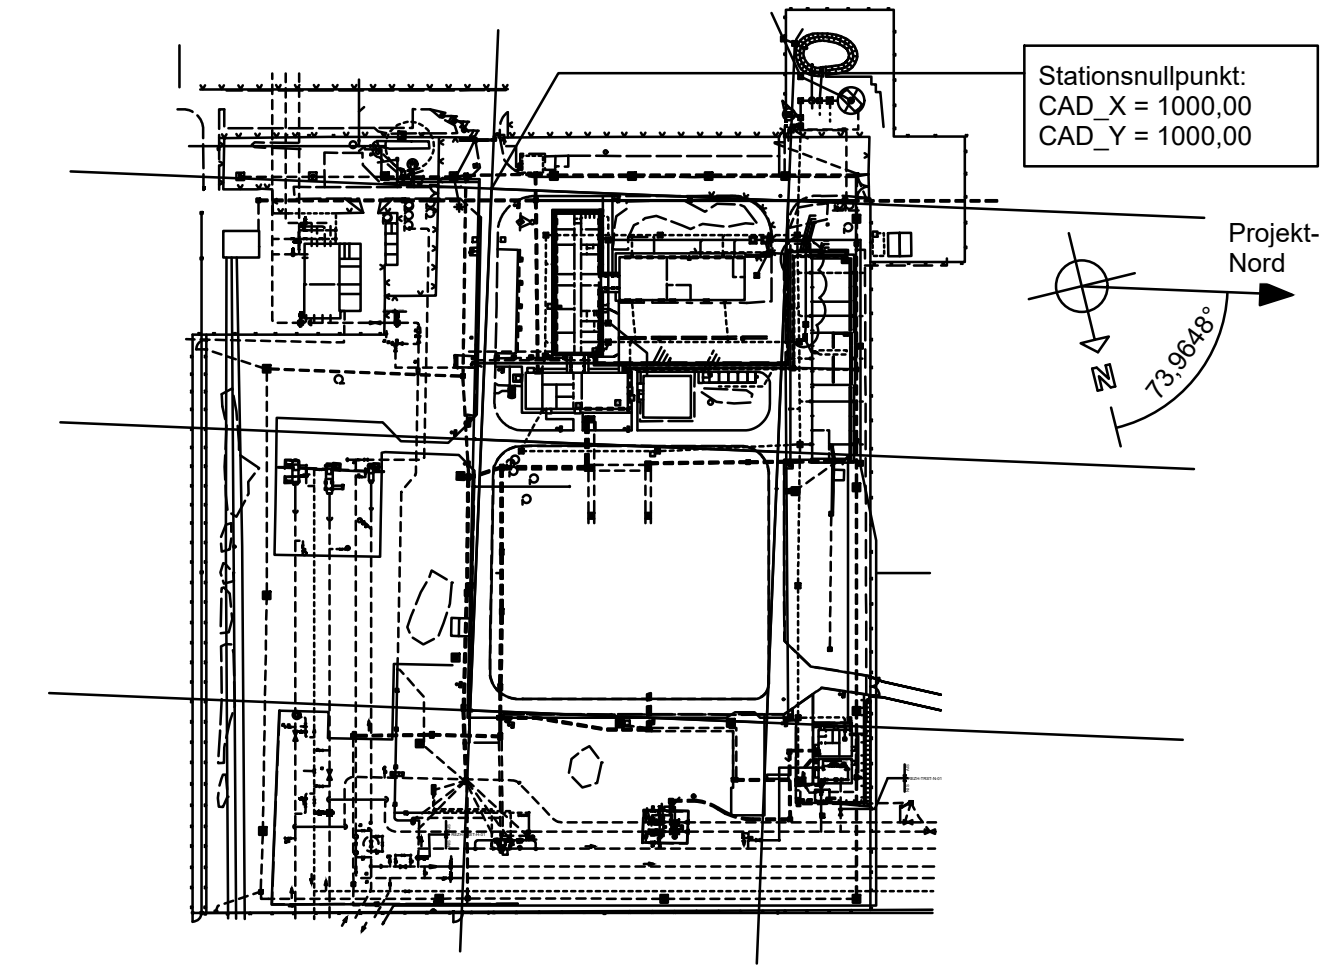 Stationsnullpunkt:
CAD_X = 1000,00
CAD_Y = 1000,00
Projekt-
Nord
73,9648°
N